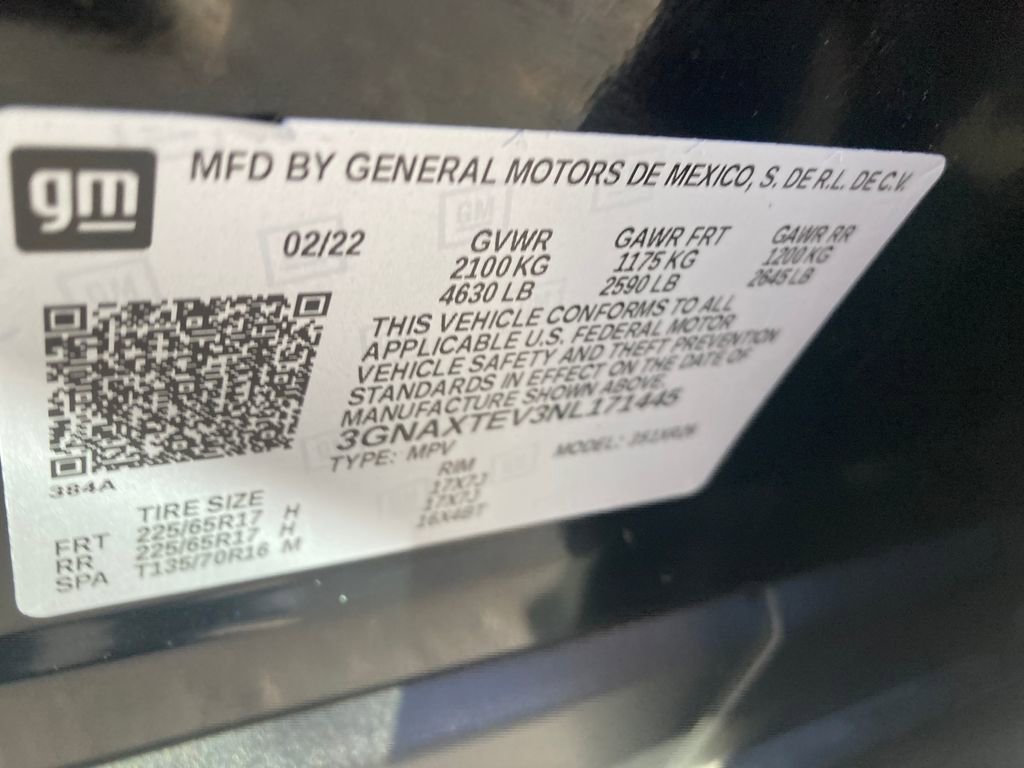 gm
MFD BY GENERAL MOTORS DE MEXICO, S. DE R.L. DE C.V.
02/22 GVWR GAWR FRT GAWR RR
2100 KG 1175 KG 1200 KG
4630 LB 2590 LB 2645 LB
THIS VEHICLE CONFORMS TO ALL
APPLICABLE U.S. FEDERAL MOTOR
VEHICLE SAFETY AND THEFT PREVENTION
STANDARDS IN EFFECT ON THE DATE OF
MANUFACTURE SHOWN ABOVE.
3GNAXTEV3NL171445
TYPE: MPV MODEL:
384A
TIRE SIZE RIM
FRT 225/65R17 H 17X7J
RR 225/65R17 H 17X7J
SPA T135/70R16 M 16X4BT